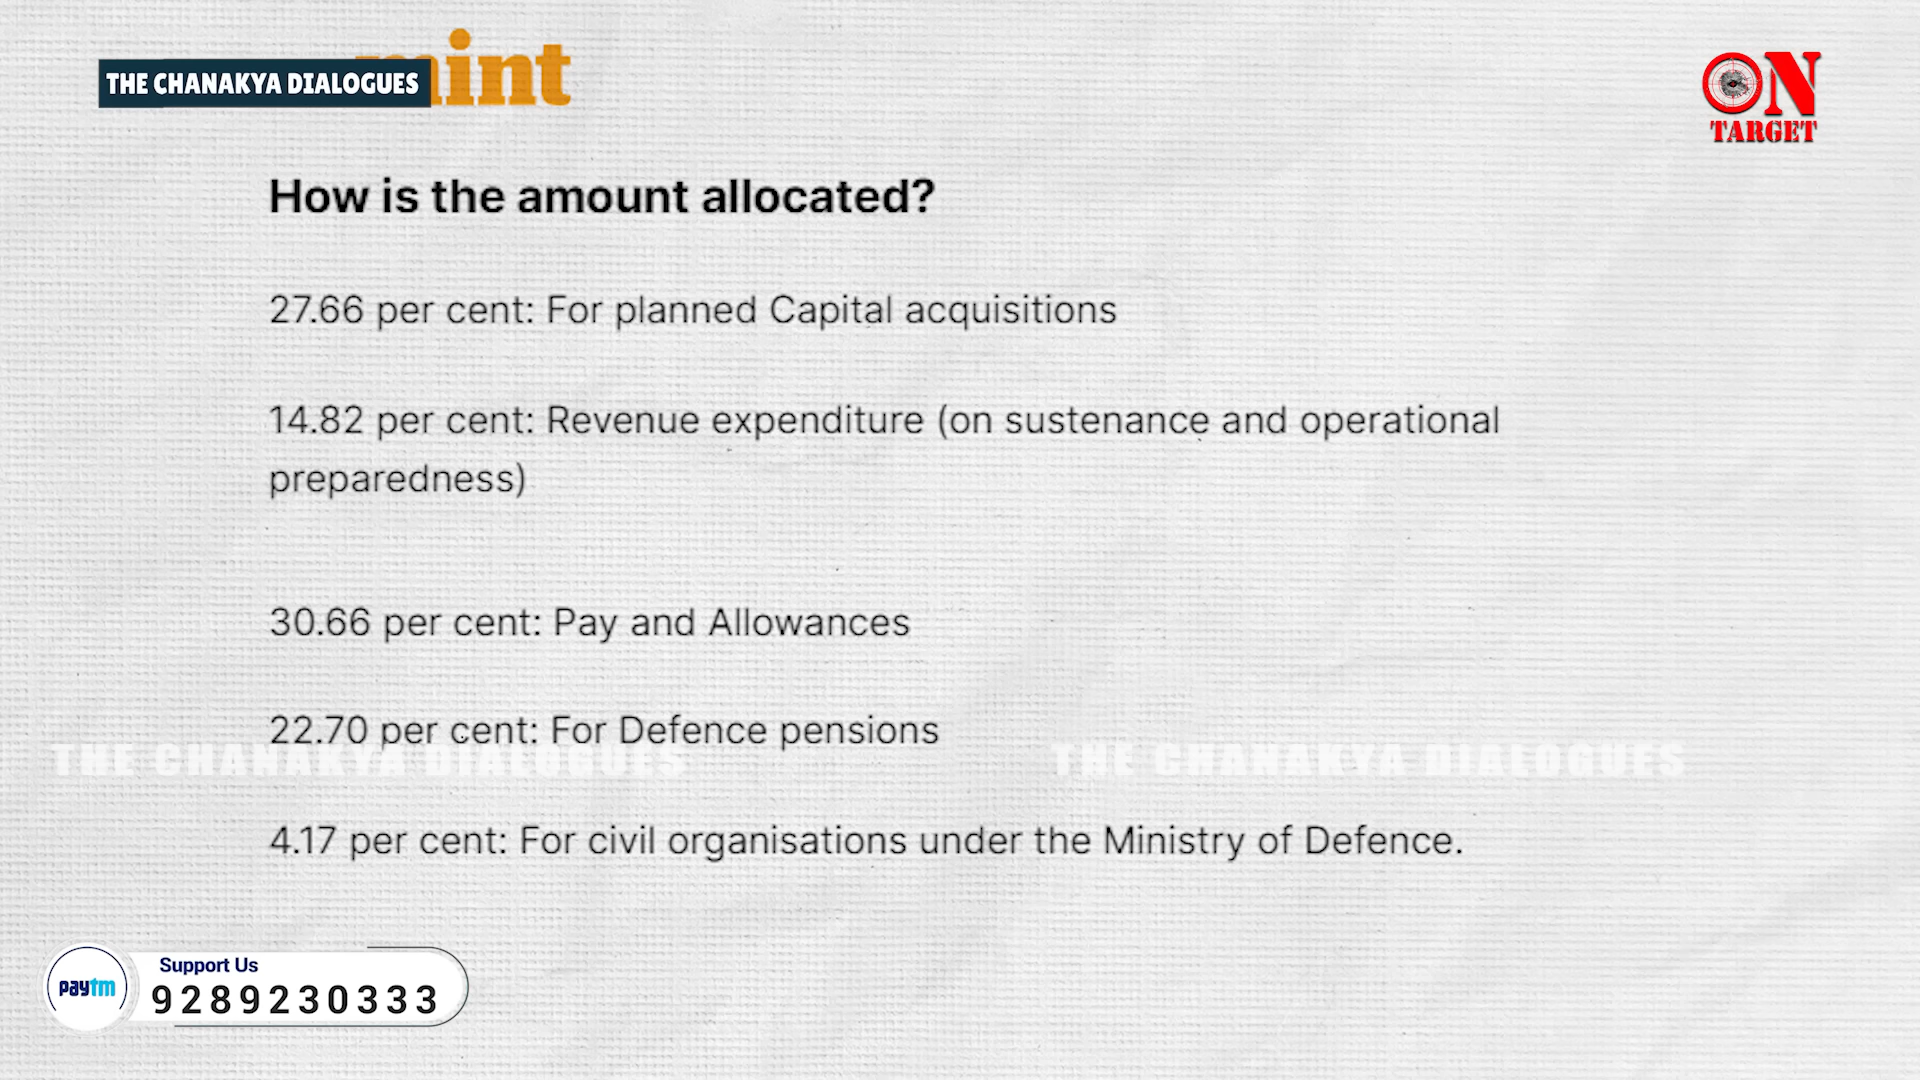 THE CHANAKYA DIALOGUES
mint
ON
TARGET
How is the amount allocated?
27.66 per cent: For planned Capital acquisitions
14.82 per cent: Revenue expenditure (on sustenance and operational
preparedness)
30.66 per cent: Pay and Allowances
22.70 per cent: For Defence pensions
THE CHANAKYA DIALOGUES
THE CHANAKYA DIALOGUES
4.17 per cent: For civil organisations under the Ministry of Defence.
paytm
Support Us
9289230333